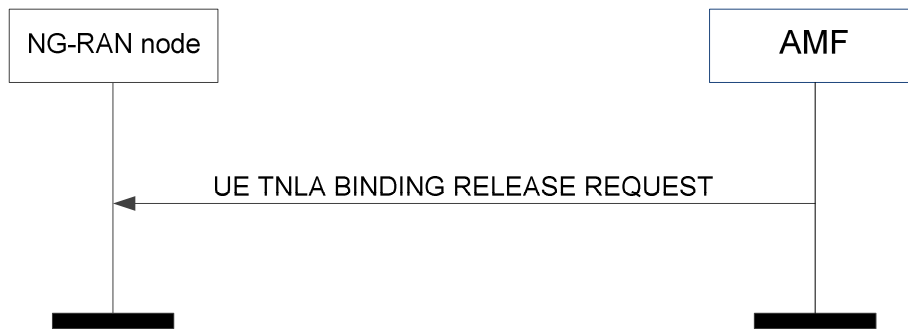 NG-RAN node
AMF
UE TNLA BINDING RELEASE REQUEST